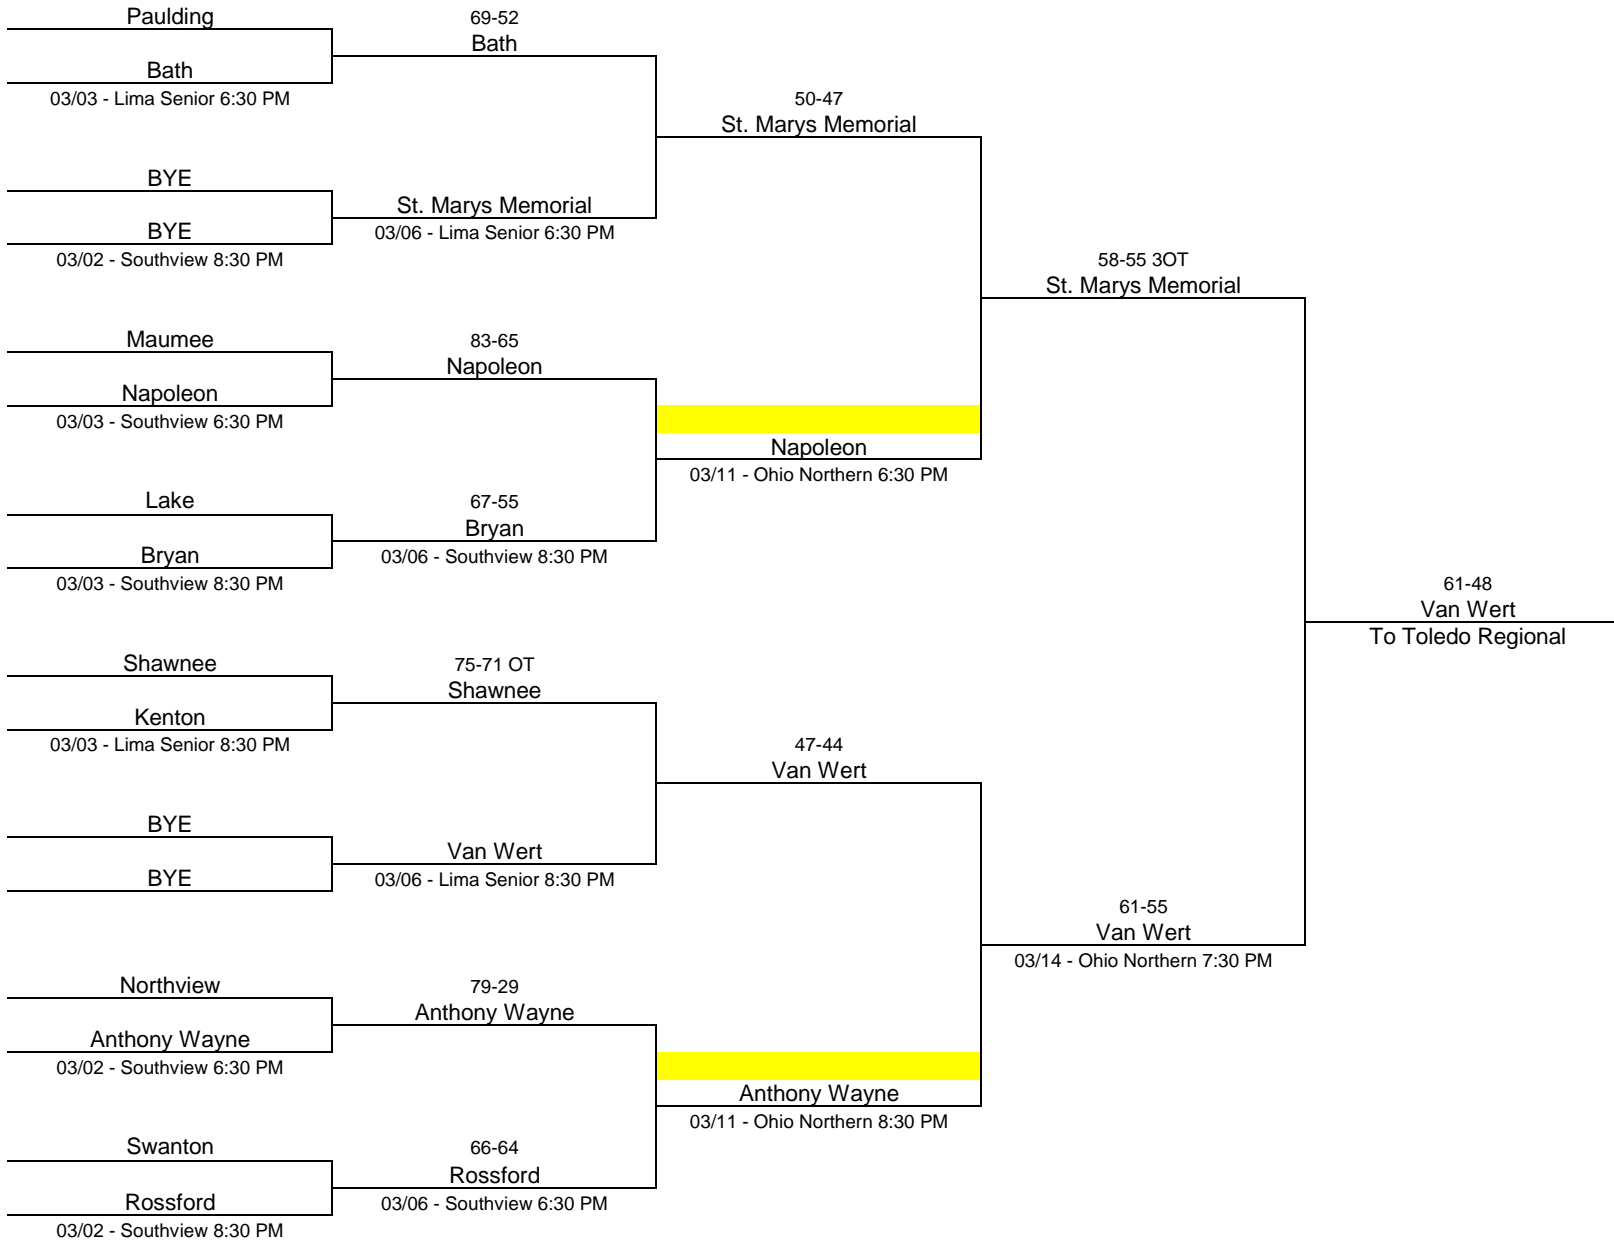 Paulding
69-52
Bath
Bath
03/03 - Lima Senior 6:30 PM
50-47
St. Marys Memorial
BYE
St. Marys Memorial
BYE
03/06 - Lima Senior 6:30 PM
03/02 - Southview 8:30 PM
58-55 3OT
St. Marys Memorial
Maumee
83-65
Napoleon
Napoleon
03/03 - Southview 6:30 PM
Napoleon
03/11 - Ohio Northern 6:30 PM
Lake
67-55
Bryan
Bryan
03/06 - Southview 8:30 PM
03/03 - Southview 8:30 PM
61-48
Van Wert
To Toledo Regional
Shawnee
75-71 OT
Shawnee
Kenton
03/03 - Lima Senior 8:30 PM
47-44
Van Wert
BYE
Van Wert
BYE
03/06 - Lima Senior 8:30 PM
61-55
Van Wert
03/14 - Ohio Northern 7:30 PM
Northview
79-29
Anthony Wayne
Anthony Wayne
03/02 - Southview 6:30 PM
Anthony Wayne
03/11 - Ohio Northern 8:30 PM
Swanton
66-64
Rossford
Rossford
03/06 - Southview 6:30 PM
03/02 - Southview 8:30 PM